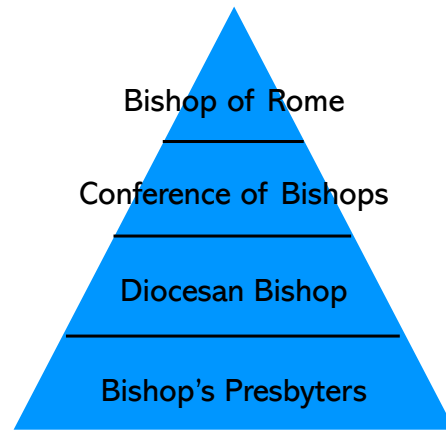 Bishop of Rome
Conference of Bishops
Diocesan Bishop
Bishop's Presbyters